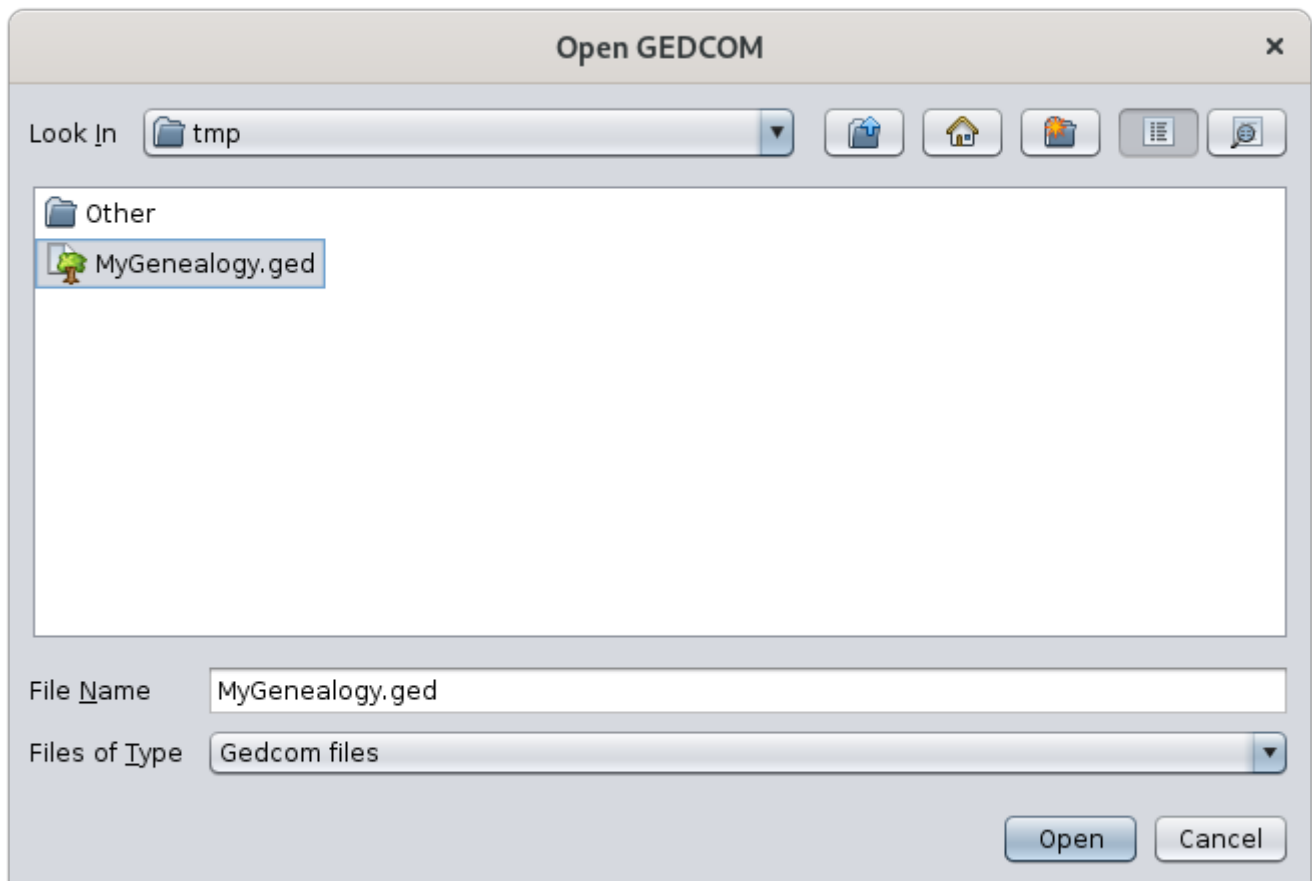 Open GEDCOM
Look In tmp
Other
MyGenealogy.ged
File Name MyGenealogy.ged
Files of Type Gedcom files
Open Cancel